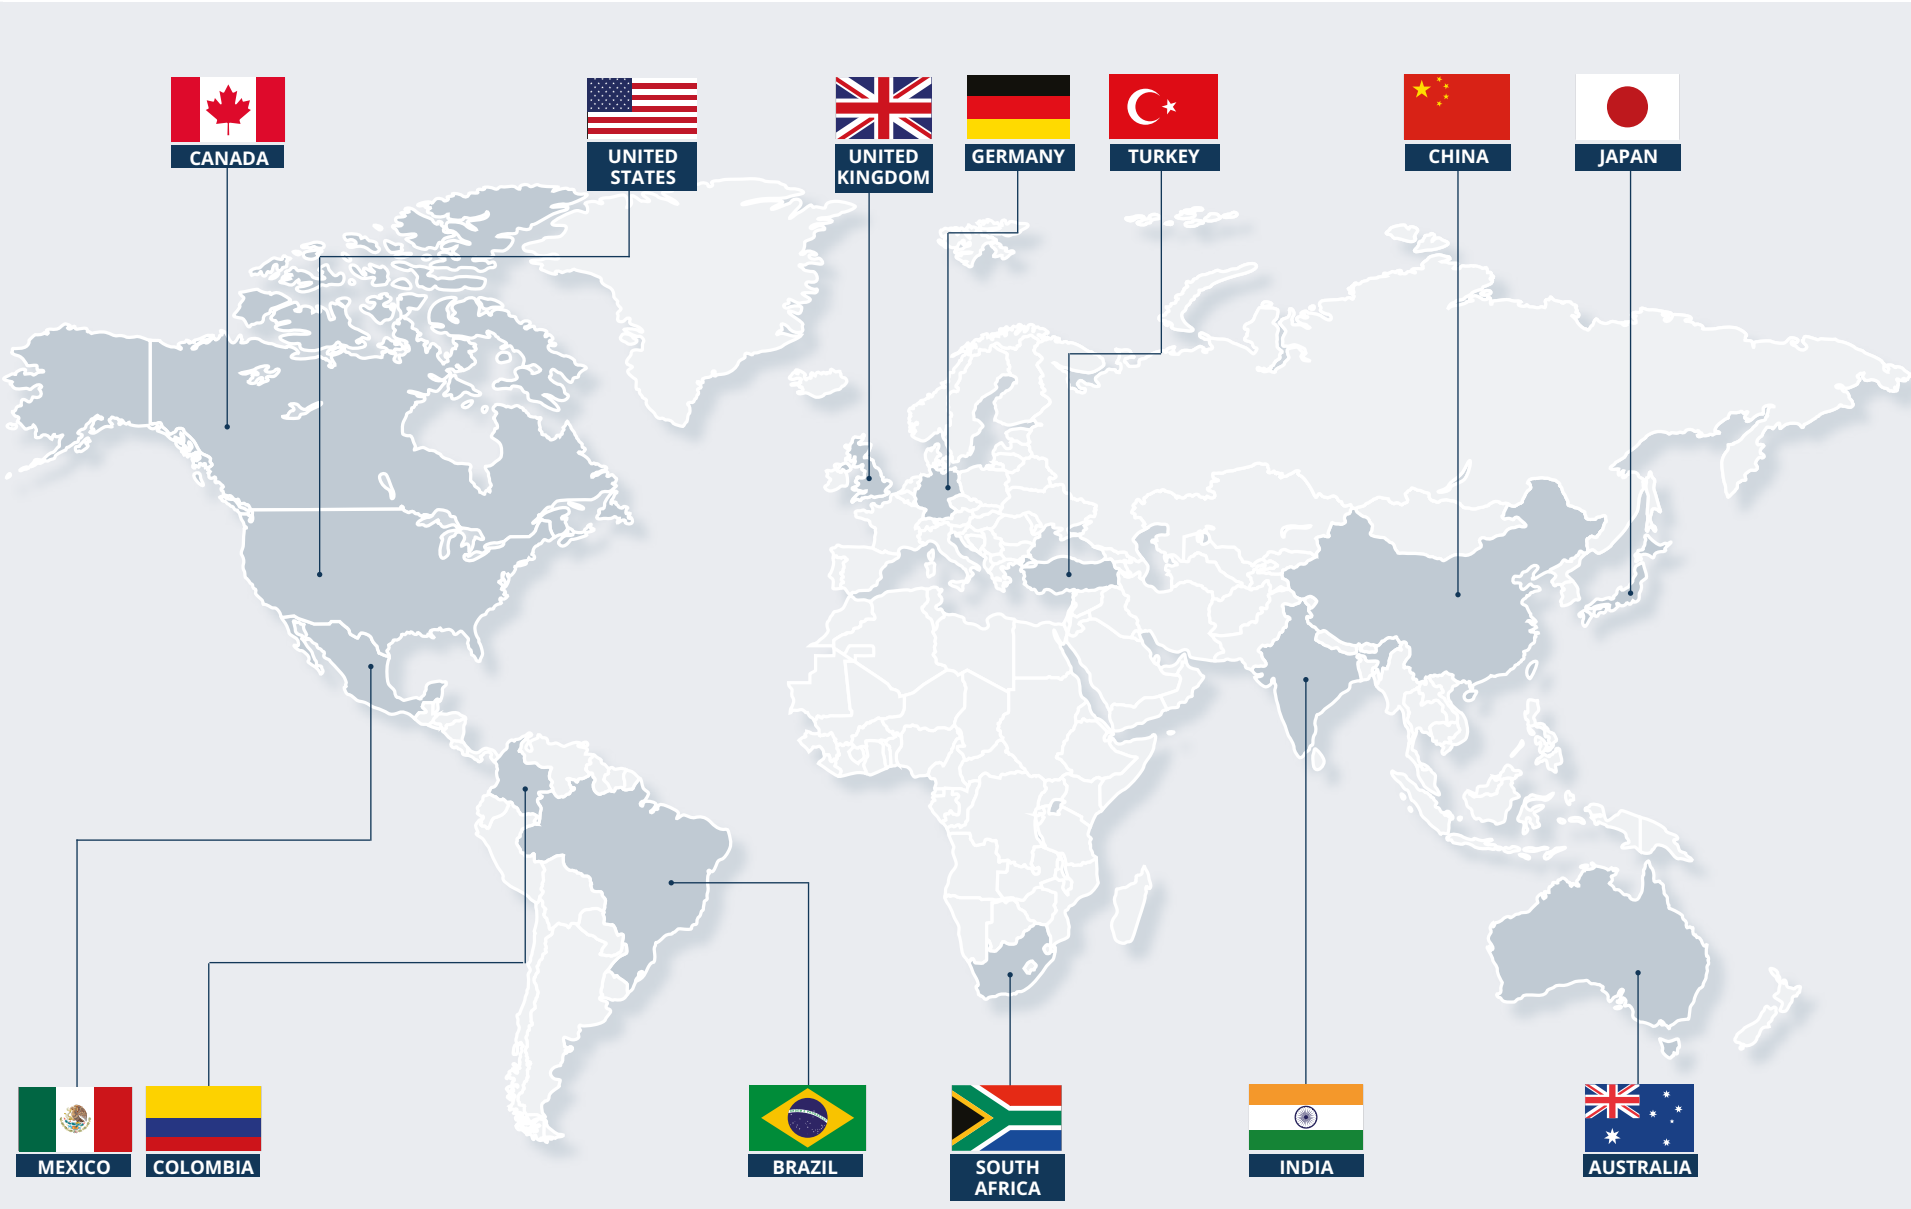 CANADA
UNITED
STATES
UNITED
KINGDOM
GERMANY
TURKEY
CHINA
JAPAN
MEXICO
COLOMBIA
BRAZIL
SOUTH
AFRICA
INDIA
AUSTRALIA